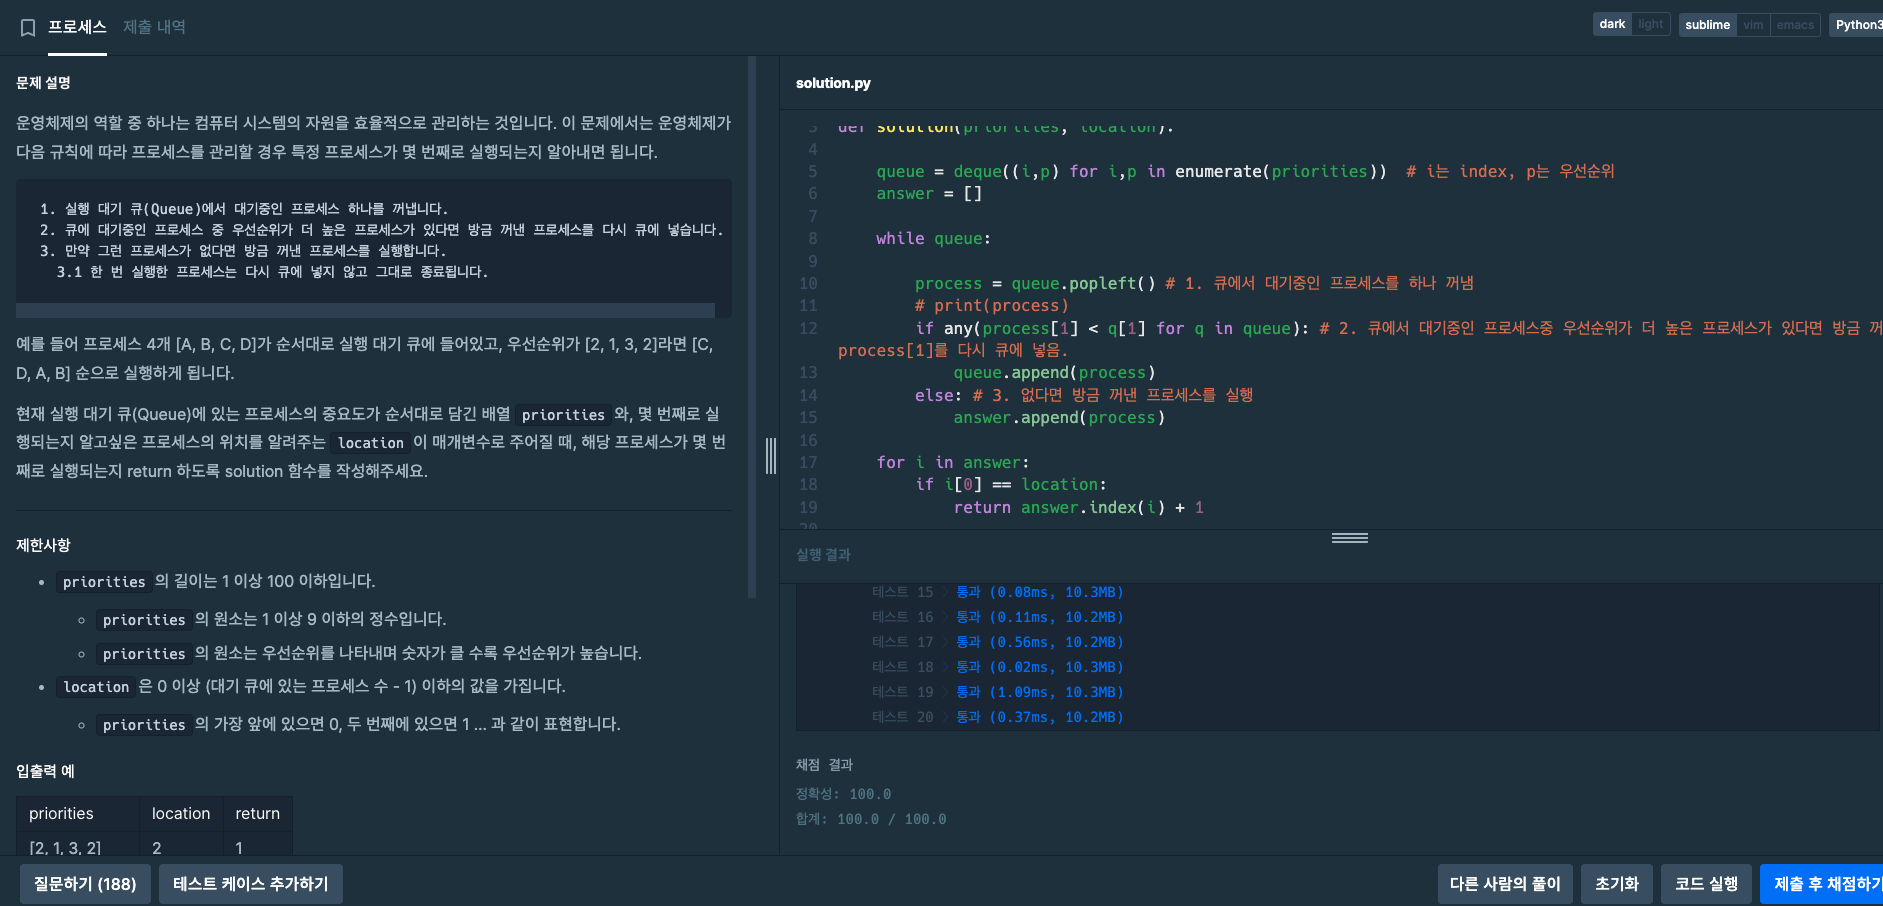 프로세스 제출 내역
dark light sublime vim emacs Python3
문제 설명
운영체제의 역할 중 하나는 컴퓨터 시스템의 자원을 효율적으로 관리하는 것입니다. 이 문제에서는 운영체제가
다음 규칙에 따라 프로세스를 관리할 경우 특정 프로세스가 몇 번째로 실행되는지 알아내면 됩니다.
1. 실행 대기 큐(Queue)에서 대기중인 프로세스 하나를 꺼냅니다.
2. 큐에 대기중인 프로세스 중 우선순위가 더 높은 프로세스가 있다면 방금 꺼낸 프로세스를 다시 큐에 넣습니다.
3. 만약 그런 프로세스가 없다면 방금 꺼낸 프로세스를 실행합니다.
3.1 한 번 실행한 프로세스는 다시 큐에 넣지 않고 그대로 종료됩니다.
예를 들어 프로세스 4개 [A, B, C, D]가 순서대로 실행 대기 큐에 들어있고, 우선순위가 [2, 1, 3, 2]라면 [C,
D, A, B] 순으로 실행하게 됩니다.
현재 실행 대기 큐(Queue)에 있는 프로세스의 중요도가 순서대로 담긴 배열 priorities 와, 몇 번째로 실
행되는지 알고싶은 프로세스의 위치를 알려주는 location 이 매개변수로 주어질 때, 해당 프로세스가 몇 번
째로 실행되는지 return 하도록 solution 함수를 작성해주세요.
제한사항
• priorities 의 길이는 1 이상 100 이하입니다.
◦ priorities 의 원소는 1 이상 9 이하의 정수입니다.
◦ priorities 의 원소는 우선순위를 나타내며 숫자가 클 수록 우선순위가 높습니다.
• location 은 0 이상 (대기 큐에 있는 프로세스 수 - 1) 이하의 값을 가집니다.
◦ priorities 의 가장 앞에 있으면 0, 두 번째에 있으면 1 … 과 같이 표현합니다.
입출력 예
priorities location return
[2, 1, 3, 2] 2 1
solution.py
3 def solution(priorities, location):
4
5 queue = deque((i,p) for i,p in enumerate(priorities)) # i는 index, p는 우선순위
6 answer = []
7
8 while queue:
9
10 process = queue.popleft() # 1. 큐에서 대기중인 프로세스를 하나 꺼냄
11 # print(process)
12 if any(process[1] < q[1] for q in queue): # 2. 큐에서 대기중인 프로세스중 우선순위가 더 높은 프로세스가 있다면 방금 꺼
process[1]를 다시 큐에 넣음.
13 queue.append(process)
14 else: # 3. 없다면 방금 꺼낸 프로세스를 실행
15 answer.append(process)
16
17 for i in answer:
18 if i[0] == location:
19 return answer.index(i) + 1
20
실행 결과
테스트 15 〉 통과 (0.08ms, 10.3MB)
테스트 16 〉 통과 (0.11ms, 10.2MB)
테스트 17 〉 통과 (0.56ms, 10.2MB)
테스트 18 〉 통과 (0.02ms, 10.3MB)
테스트 19 〉 통과 (1.09ms, 10.3MB)
테스트 20 〉 통과 (0.37ms, 10.2MB)
채점 결과
정확성: 100.0
합계: 100.0 / 100.0
질문하기 (188) 테스트 케이스 추가하기 다른 사람의 풀이 초기화 코드 실행 제출 후 채점하기